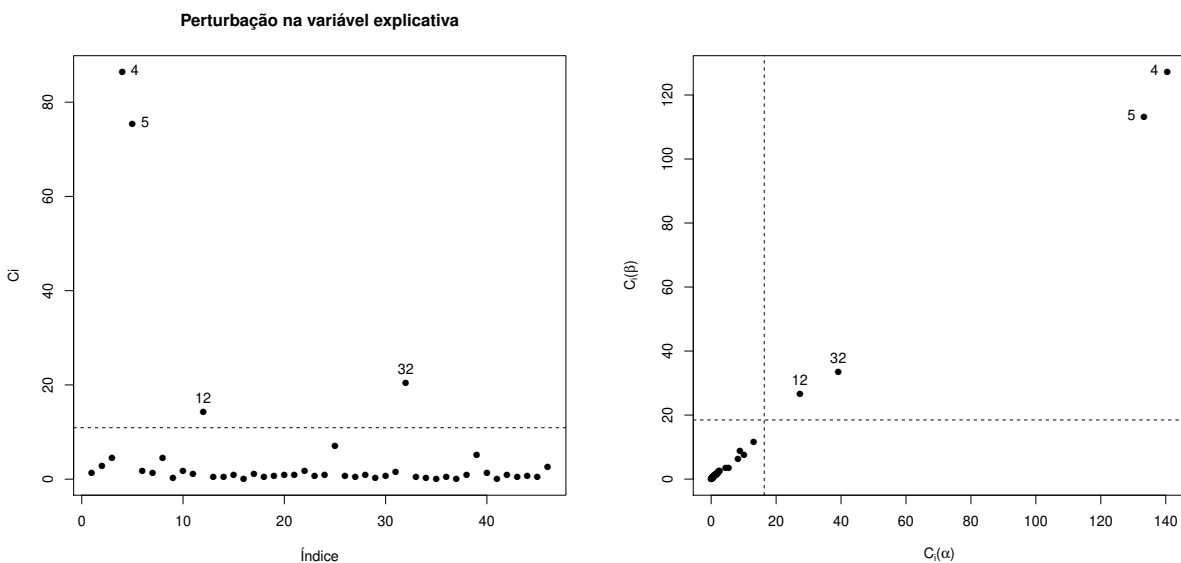 Perturbação na variável explicativa
Ci
0 20 40 60 80
4
5
12
32
0 10 20 30 40
Índice
C_i(β)
0 20 40 60 80 100 120
4
5
12
32
0 20 40 60 80 100 120 140
C_i(α)